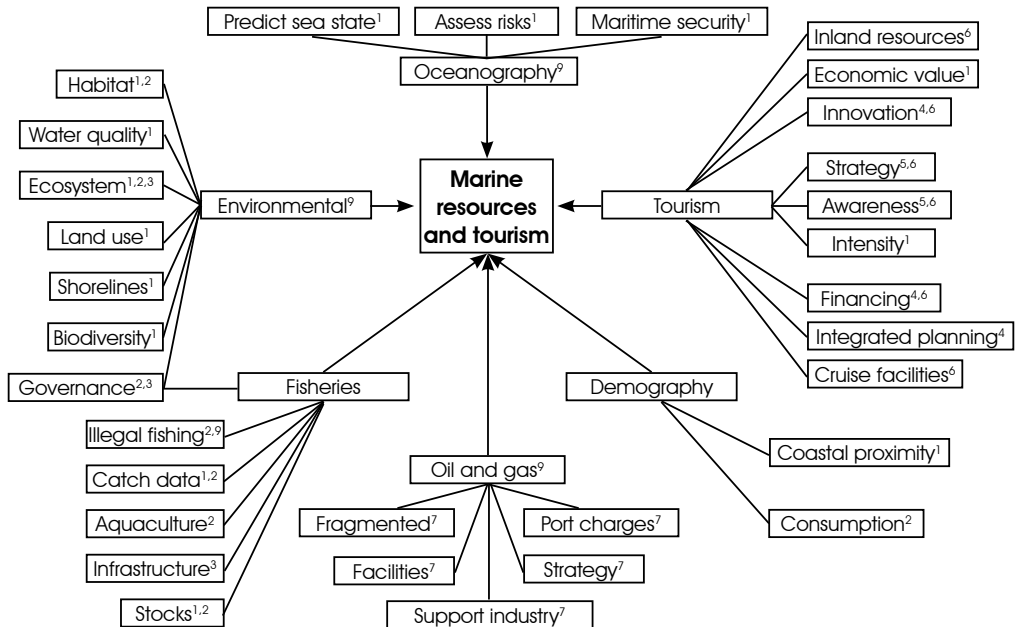 Predict sea state¹
Assess risks¹
Maritime security¹
Oceanography⁹
Habitat¹,²
Water quality¹
Ecosystem¹,²,³
Environmental⁹
Land use¹
Shorelines¹
Biodiversity¹
Governance²,³
Marine
resources
and tourism
Inland resources⁶
Economic value¹
Innovation⁴,⁶
Strategy⁵,⁶
Tourism
Awareness⁵,⁶
Intensity¹
Financing⁴,⁶
Integrated planning⁴
Cruise facilities⁶
Fisheries
Illegal fishing²,⁹
Catch data¹,²
Aquaculture²
Infrastructure³
Stocks¹,²
Oil and gas⁹
Fragmented⁷
Port charges⁷
Facilities⁷
Strategy⁷
Support industry⁷
Demography
Coastal proximity¹
Consumption²